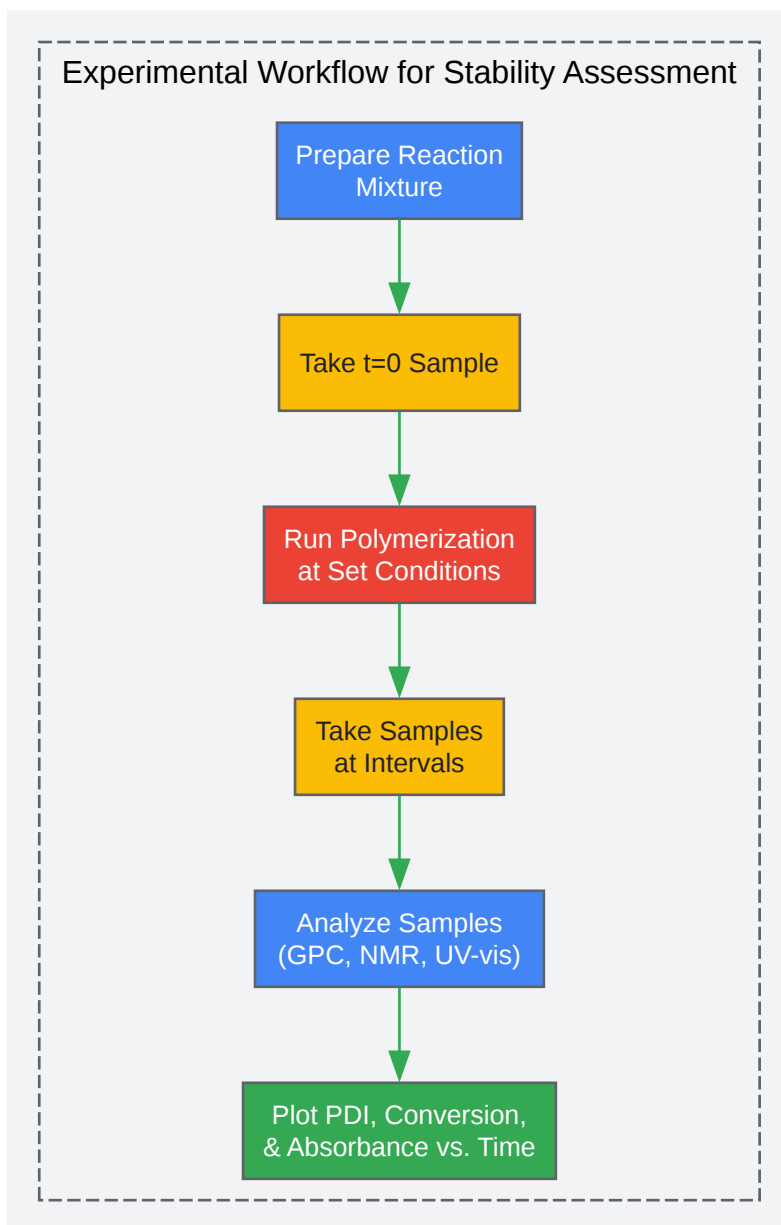 Experimental Workflow for Stability Assessment
Prepare Reaction
Mixture
Take t=0 Sample
Run Polymerization
at Set Conditions
Take Samples
at Intervals
Analyze Samples
(GPC, NMR, UV-vis)
Plot PDI, Conversion,
& Absorbance vs. Time